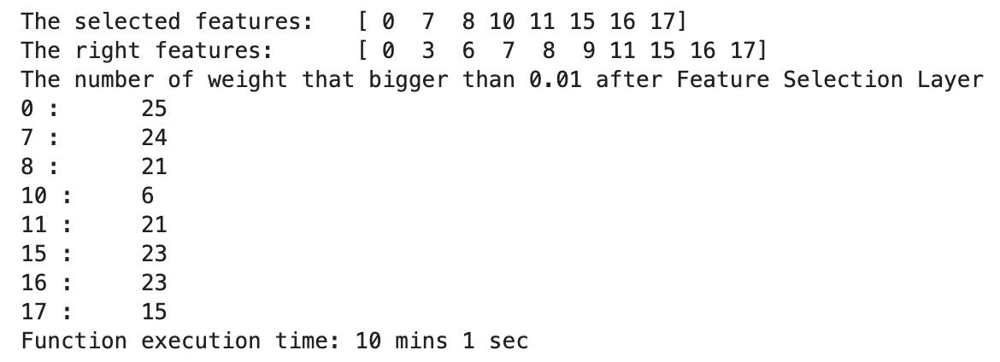 The selected features:   [ 0  7  8 10 11 15 16 17]
The right features:      [ 0  3  6  7  8  9 11 15 16 17]
The number of weight that bigger than 0.01 after Feature Selection Layer
0 :      25
7 :      24
8 :      21
10 :     6
11 :     21
15 :     23
16 :     23
17 :     15
Function execution time: 10 mins 1 sec